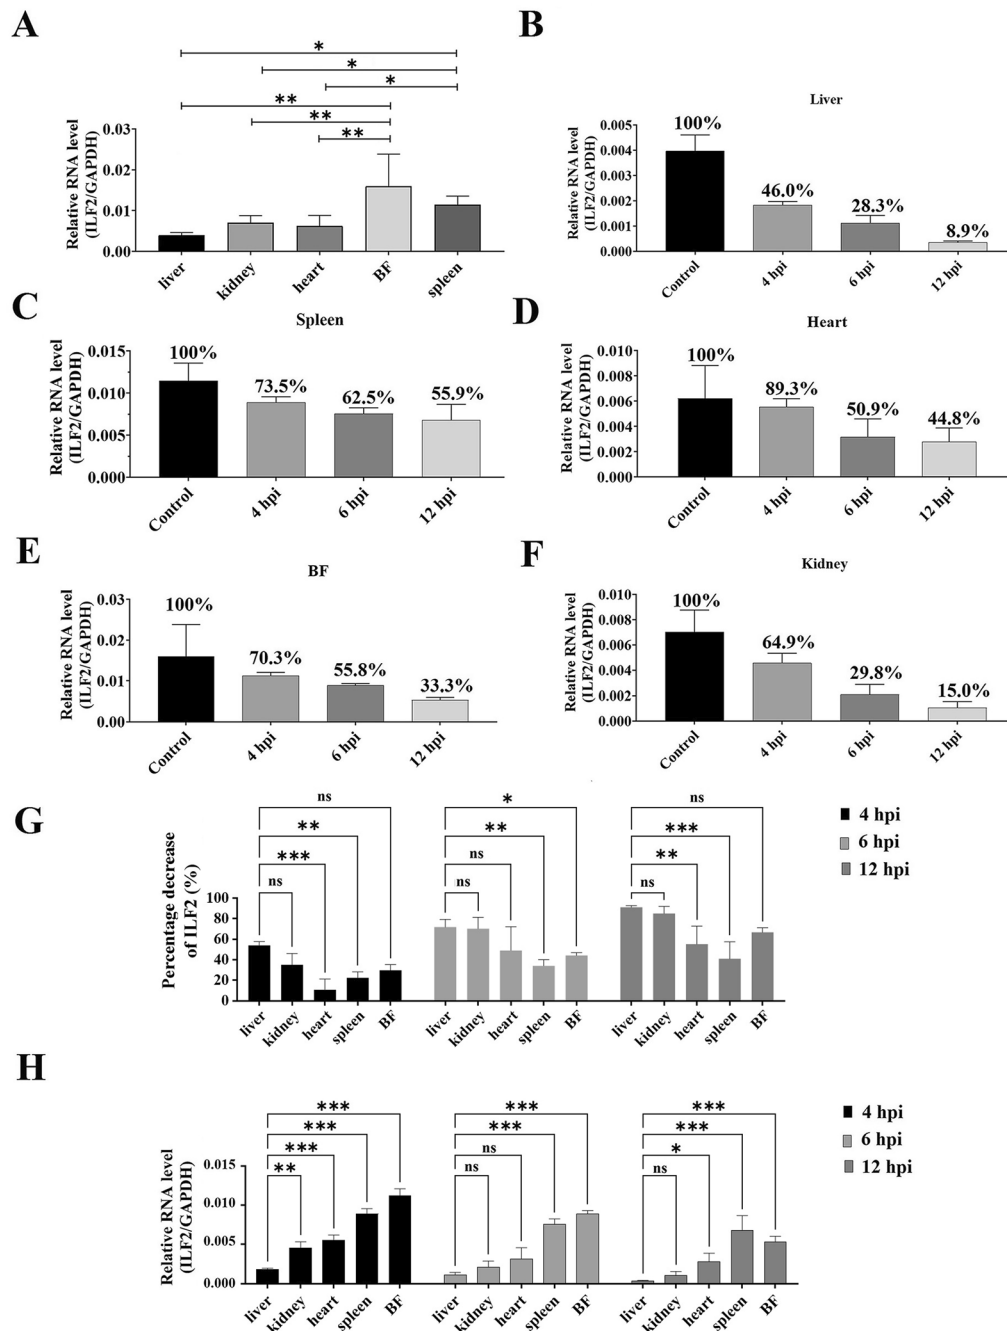 A
*
*
*
**
**
**
Relative RNA level
(ILF2/GAPDH)
0.03
0.02
0.01
0.00
liver
kidney
heart
BF
spleen
B
Liver
Relative RNA level
(ILF2/GAPDH)
0.005
0.004
0.003
0.002
0.001
0.000
100%
46.0%
28.3%
8.9%
Control
4 hpi
6 hpi
12 hpi
C
Spleen
Relative RNA level
(ILF2/GAPDH)
0.015
0.010
0.005
0.000
100%
73.5%
62.5%
55.9%
Control
4 hpi
6 hpi
12 hpi
D
Heart
Relative RNA level
(ILF2/GAPDH)
0.010
0.008
0.006
0.004
0.002
0.000
100%
89.3%
50.9%
44.8%
Control
4 hpi
6 hpi
12 hpi
E
BF
Relative RNA level
(ILF2/GAPDH)
0.03
0.02
0.01
0.00
100%
70.3%
55.8%
33.3%
Control
4 hpi
6 hpi
12 hpi
F
Kidney
Relative RNA level
(ILF2/GAPDH)
0.010
0.008
0.006
0.004
0.002
0.000
100%
64.9%
29.8%
15.0%
Control
4 hpi
6 hpi
12 hpi
G
Percentage decrease
of ILF2 (%)
100
80
60
40
20
0
ns
**
***
ns
*
**
ns
ns
ns
***
**
ns
liver
kidney
heart
spleen
BF
liver
kidney
heart
spleen
BF
liver
kidney
heart
spleen
BF
4 hpi
6 hpi
12 hpi
H
Relative RNA level
(ILF2/GAPDH)
0.015
0.010
0.005
0.000
***
***
***
**
***
***
ns
ns
***
***
*
ns
liver
kidney
heart
spleen
BF
liver
kidney
heart
spleen
BF
liver
kidney
heart
spleen
BF
4 hpi
6 hpi
12 hpi